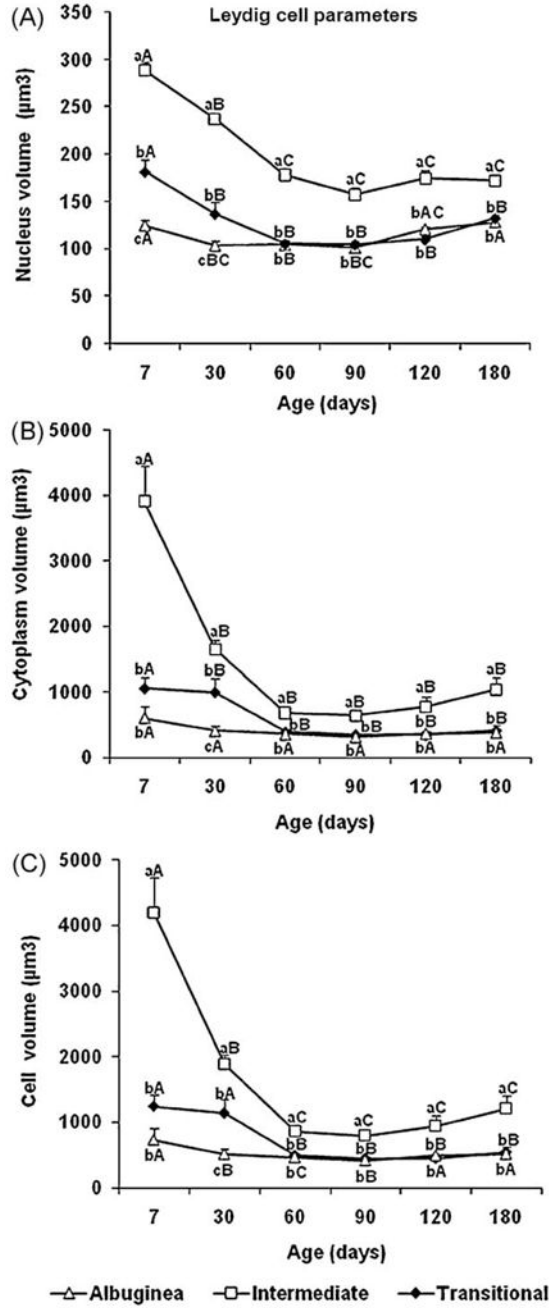 (A)
Leydig cell parameters
Nucleus volume (µm3)
350
300
250
200
150
100
50
0
aA
aB
aC
aC
aC
aC
bA
bB
bB
bB
bAC
bB
cA
cBC
bB
bBC
bB
bA
7 30 60 90 120 180
Age (days)
(B)
Cytoplasm volume (µm3)
5000
4000
3000
2000
1000
0
aA
aB
aB
aB
aB
aB
bA
bB
bB
bB
bB
bB
bA
cA
bA
bA
bA
bA
7 30 60 90 120 180
Age (days)
(C)
Cell volume (µm3)
5000
4000
3000
2000
1000
0
aA
aB
aC
aC
aC
aC
bA
bA
bB
bB
bB
bB
bA
cB
bC
bB
bA
bA
7 30 60 90 120 180
Age (days)
Albuginea Intermediate Transitional